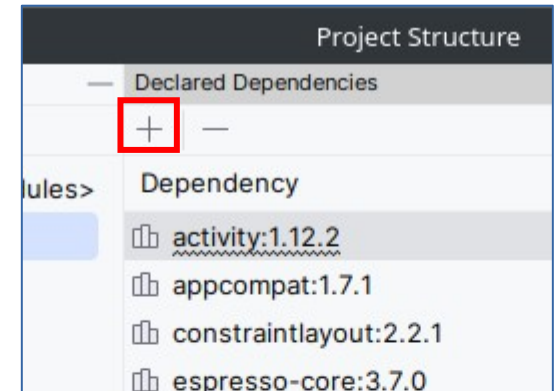 Project Structure
Declared Dependencies
Dependency
activity:1.12.2
appcompat:1.7.1
constraintlayout:2.2.1
espresso-core:3.7.0